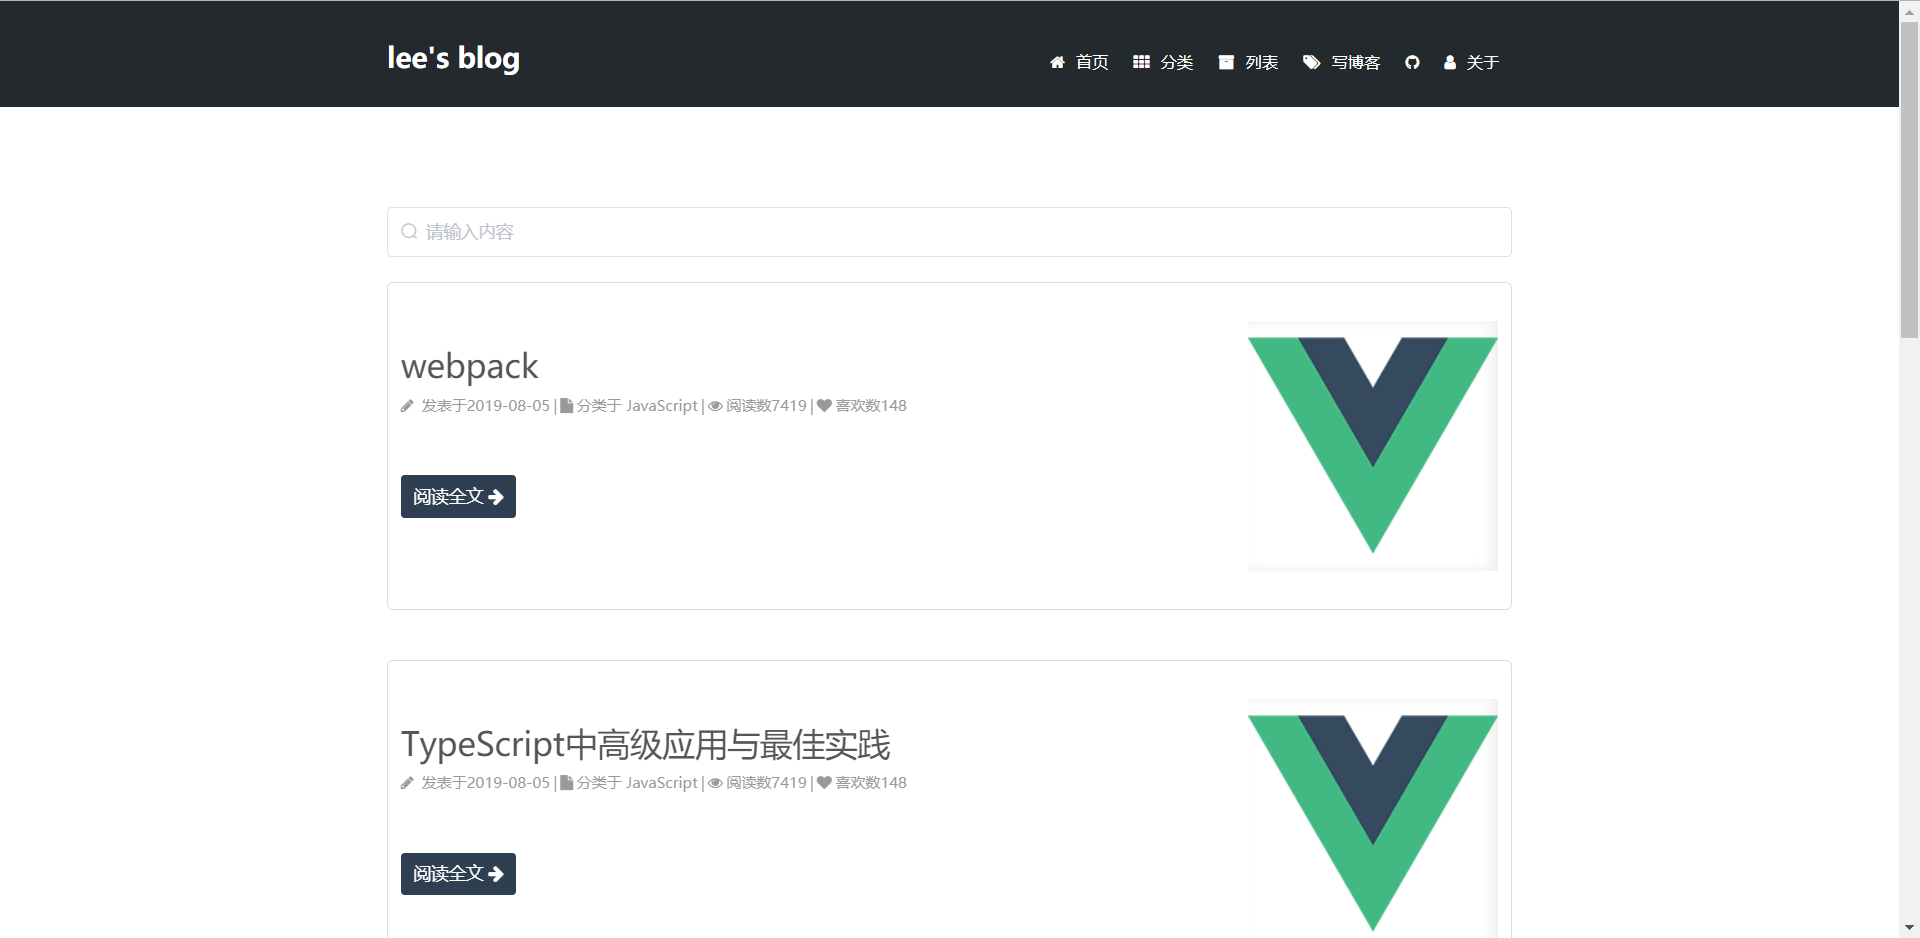 lee's blog
首页 分类 列表 写博客 关于
请输入内容
webpack
发表于2019-08-05 | 分类于 JavaScript | 阅读数7419 | 喜欢数148
阅读全文
TypeScript中高级应用与最佳实践
发表于2019-08-05 | 分类于 JavaScript | 阅读数7419 | 喜欢数148
阅读全文